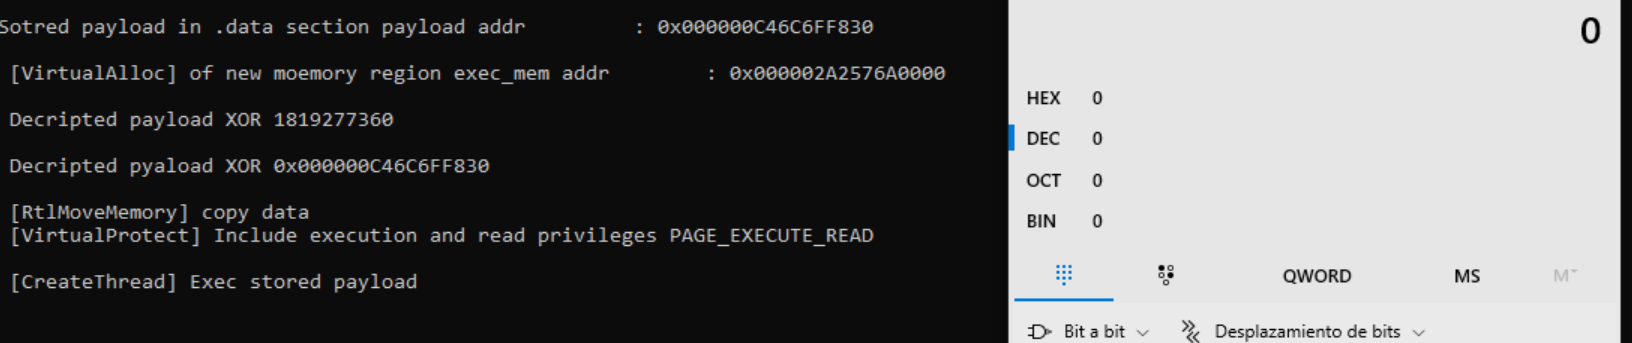 Sotred payload in .data section payload addr : 0x000000C46C6FF830
[VirtualAlloc] of new moemory region exec_mem addr : 0x000002A2576A0000
Decripted payload XOR 1819277360
Decripted pyaload XOR 0x000000C46C6FF830
[RtlMoveMemory] copy data
[VirtualProtect] Include execution and read privileges PAGE_EXECUTE_READ
[CreateThread] Exec stored payload
0
HEX 0
DEC 0
OCT 0
BIN 0
QWORD MS M
Bit a bit Desplazamiento de bits